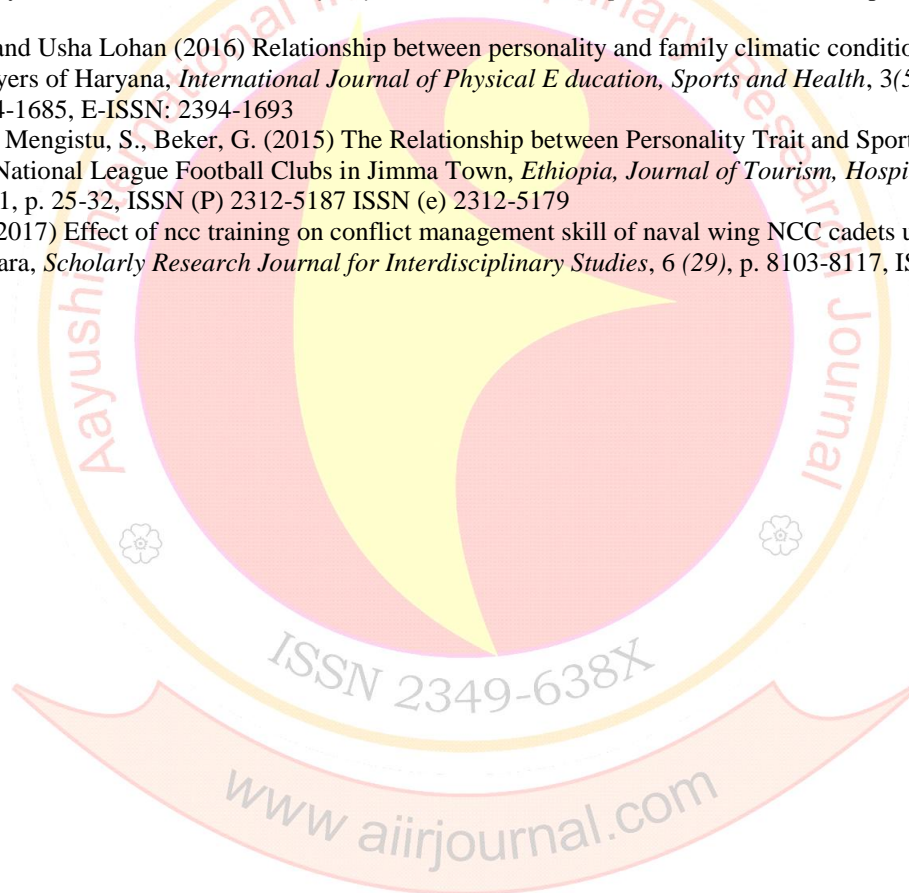 and Usha Lohan (2016) Relationship between personality and family climatic conditio
yers of Haryana, International Journal of Physical E ducation, Sports and Health, 3(5
4-1685, E-ISSN: 2394-1693
Mengistu, S., Beker, G. (2015) The Relationship between Personality Trait and Sport
National League Football Clubs in Jimma Town, Ethiopia, Journal of Tourism, Hospi
1, p. 25-32, ISSN (P) 2312-5187 ISSN (e) 2312-5179
2017) Effect of ncc training on conflict management skill of naval wing NCC cadets u
ara, Scholarly Research Journal for Interdisciplinary Studies, 6 (29), p. 8103-8117, IS
Aayushi International Interdisciplinary Research Journal
ISSN 2349-638X
www aiirjournal.com